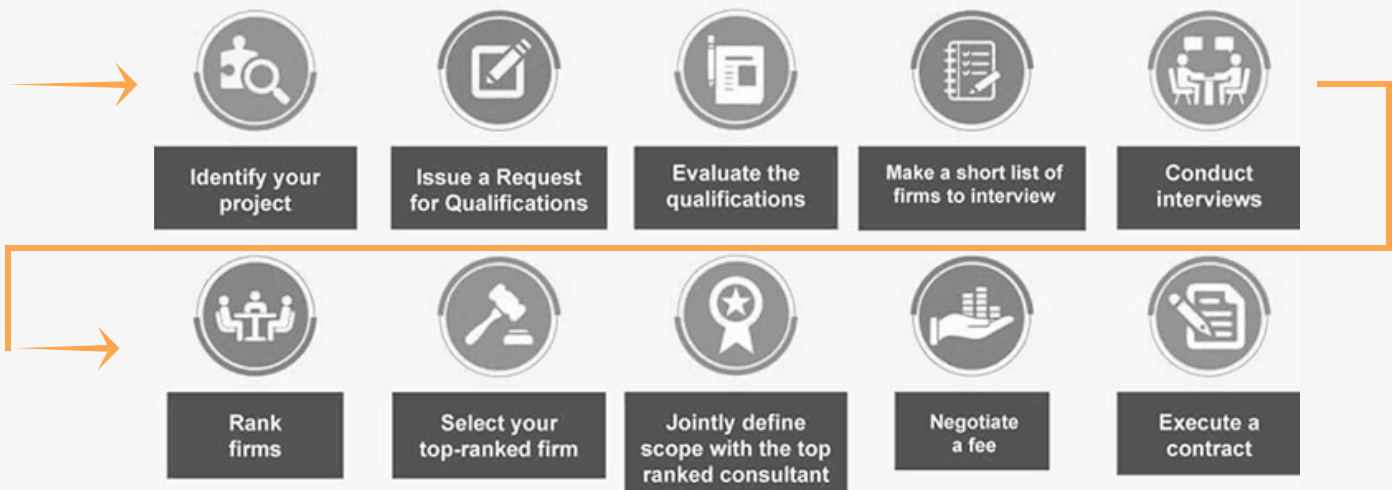 Identify your
project
Issue a Request
for Qualifications
Evaluate the
qualifications
Make a short list of
firms to interview
Conduct
interviews
Rank
firms
Select your
top-ranked firm
Jointly define
scope with the top
ranked consultant
Negotiate
a fee
Execute a
contract